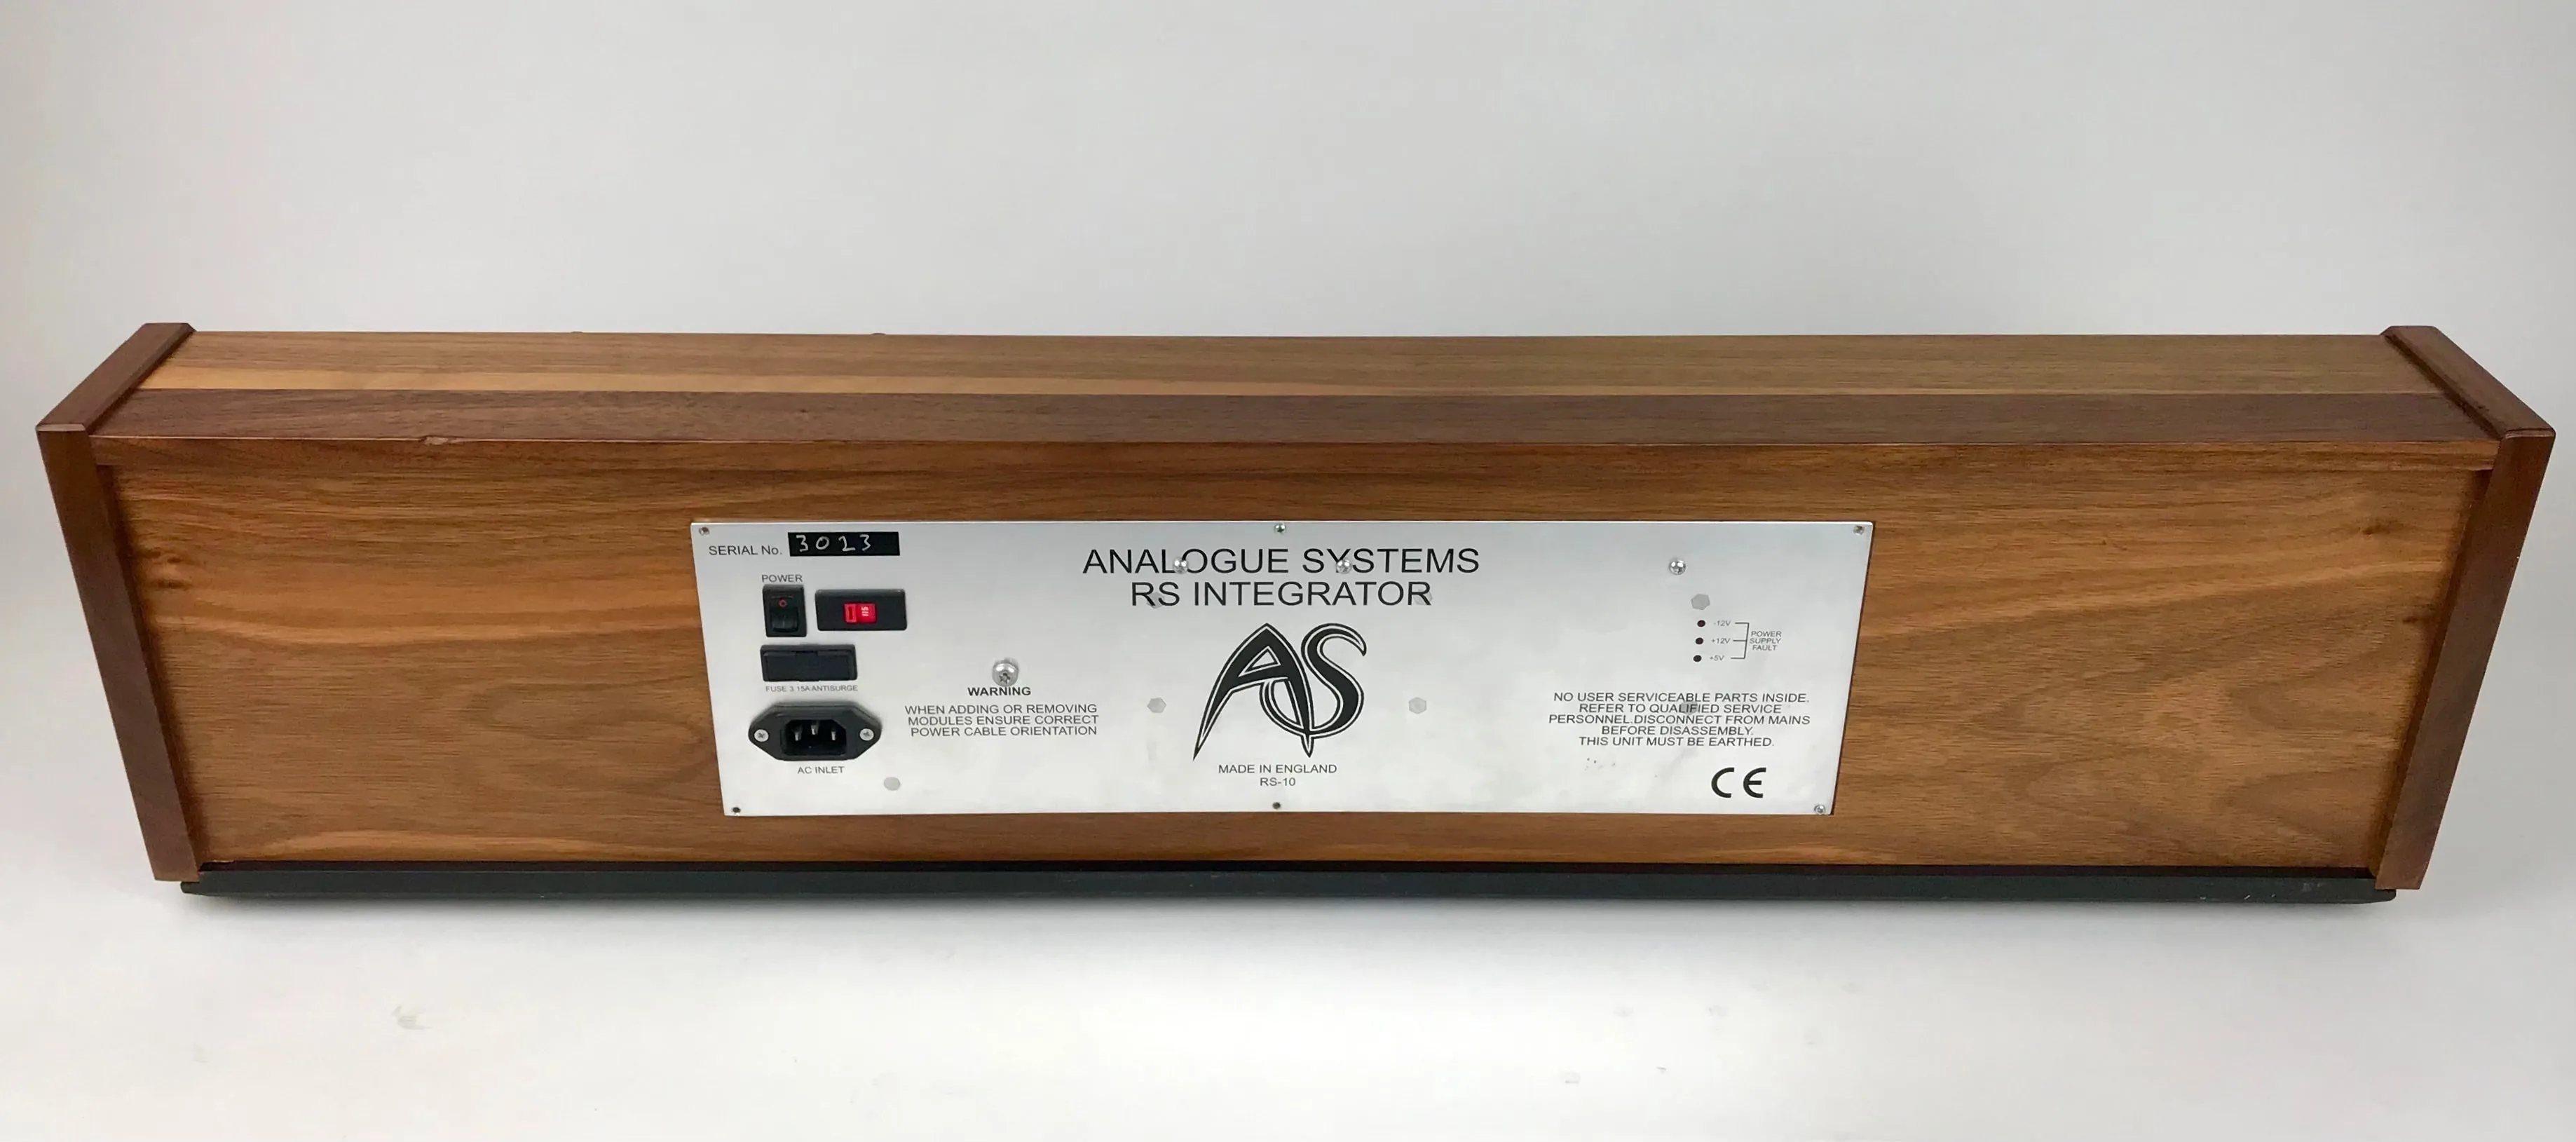 SERIAL No. 3023
POWER
115
FUSE 3.15A ANTISURGE
AC INLET
WARNING
WHEN ADDING OR REMOVING
MODULES ENSURE CORRECT
POWER CABLE ORIENTATION
ANALOGUE SYSTEMS
RS INTEGRATOR
AS
MADE IN ENGLAND
RS-10
-12V
+12V
+5V
POWER
SUPPLY
FAULT
NO USER SERVICEABLE PARTS INSIDE.
REFER TO QUALIFIED SERVICE
PERSONNEL.DISCONNECT FROM MAINS
BEFORE DISASSEMBLY.
THIS UNIT MUST BE EARTHED.
CE